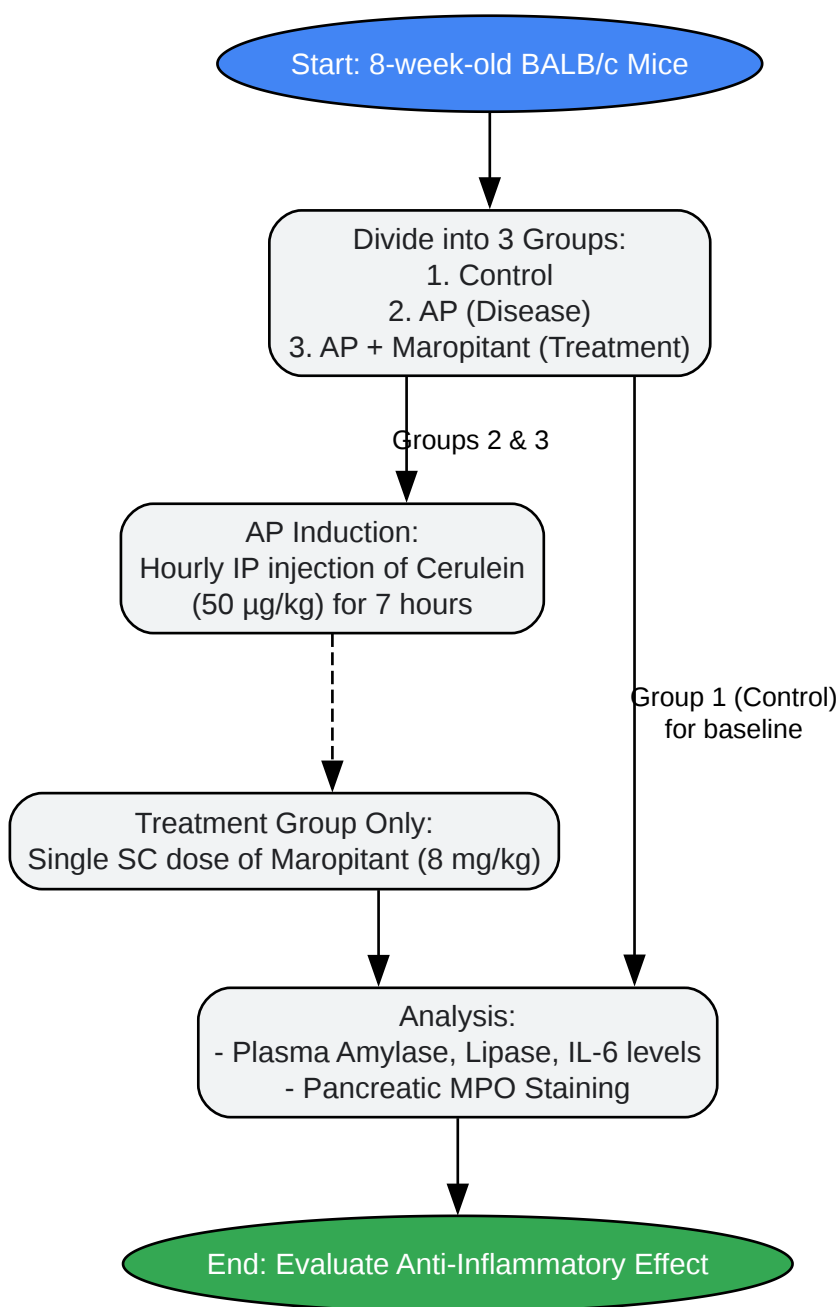 Start: 8-week-old BALB/c Mice
Divide into 3 Groups:
1. Control
2. AP (Disease)
3. AP + Maropitant (Treatment)
Groups 2 & 3
AP Induction:
Hourly IP injection of Cerulein
(50 µg/kg) for 7 hours
Group 1 (Control)
for baseline
Treatment Group Only:
Single SC dose of Maropitant (8 mg/kg)
Analysis:
- Plasma Amylase, Lipase, IL-6 levels
- Pancreatic MPO Staining
End: Evaluate Anti-Inflammatory Effect